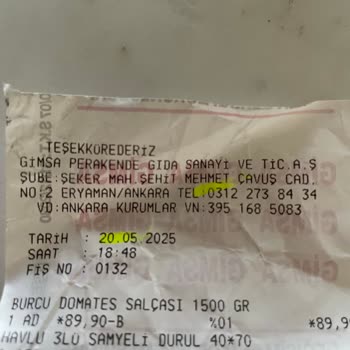 TEŞEKKÜREDERİZ
GİMSA PERAKENDE GIDA SANAYİ VE TİC.A.Ş
ŞUBE:ŞEKER MAH.ŞEHİT MEHMET ÇAVUŞ CAD.
NO:2 ERYAMAN/ANKARA TEL:0312 273 84 34
VD:ANKARA KURUMLAR VN:395 168 5083
TARİH : 20.05.2025
SAAT : 18:48
FİŞ NO : 0132
BURCU DOMATES SALÇASI 1500 GR
1 AD *89,90-B %01 *89,9
HAVLU 3LÜ SAMYELİ DURUL 40*70